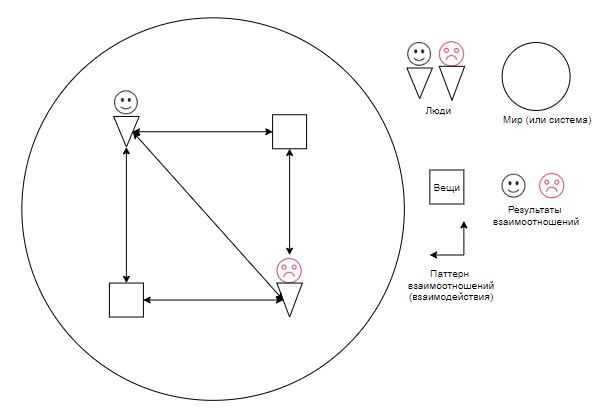 Люди
Мир (или система)
Вещи
Результаты
взаимоотношений
Паттерн
взаимоотношений
(взаимодействия)